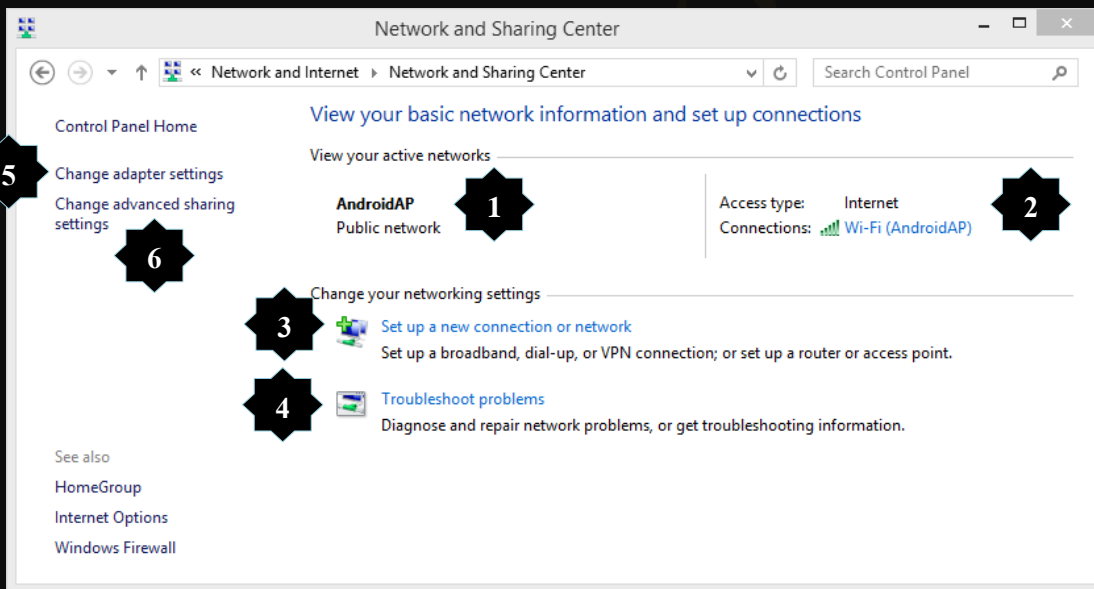 Network and Sharing Center
« Network and Internet Network and Sharing Center
Search Control Panel
Control Panel Home
5
Change adapter settings
Change advanced sharing
settings
6
View your basic network information and set up connections
View your active networks
AndroidAP
Public network
1
Access type: Internet
Connections: Wi-Fi (AndroidAP)
2
Change your networking settings
3
Set up a new connection or network
Set up a broadband, dial-up, or VPN connection; or set up a router or access point.
4
Troubleshoot problems
Diagnose and repair network problems, or get troubleshooting information.
See also
HomeGroup
Internet Options
Windows Firewall